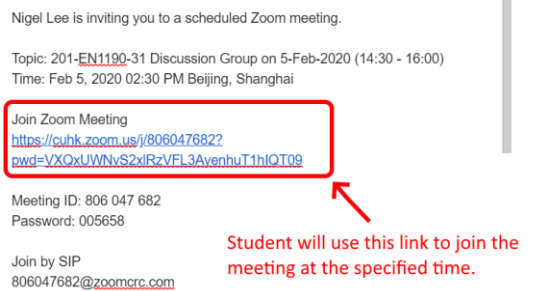 Nigel Lee is inviting you to a scheduled Zoom meeting.
Topic: 201-EN1190-31 Discussion Group on 5-Feb-2020 (14:30 - 16:00)
Time: Feb 5, 2020 02:30 PM Beijing, Shanghai
Join Zoom Meeting
https://cuhk.zoom.us/j/806047682?
pwd=VXQxUWNvS2xlRzVFL3AvenhuT1hIQT09
Meeting ID: 806 047 682
Password: 005658
Student will use this link to join the
meeting at the specified time.
Join by SIP
806047682@zoomcrc.com